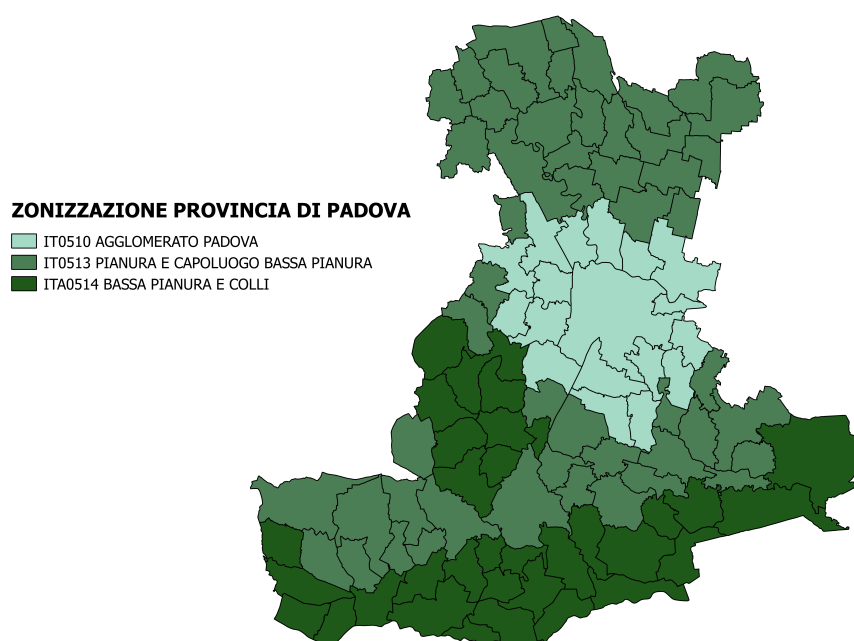 ZONIZZAZIONE PROVINCIA DI PADOVA
IT0510 AGGLOMERATO PADOVA
IT0513 PIANURA E CAPOLUOGO BASSA PIANURA
ITA0514 BASSA PIANURA E COLLI